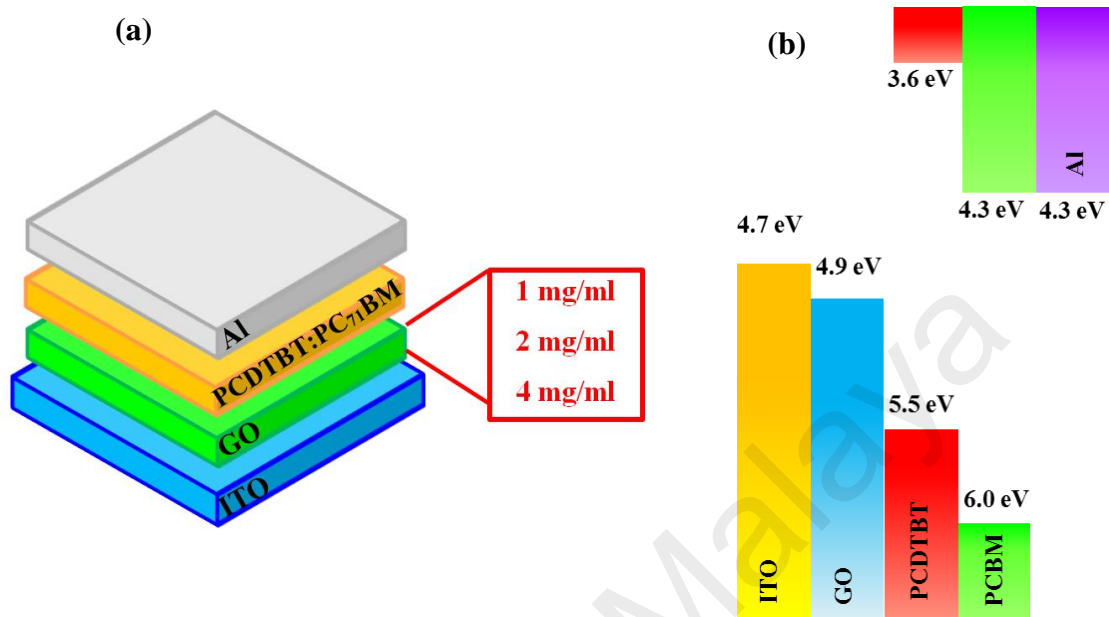 (a)
(b)
3.6 eV
Al
4.3 eV
4.3 eV
4.7 eV
4.9 eV
5.5 eV
6.0 eV
ITO
GO
PCDTBT
PCBM
Al
PCDTBT:PC₇₁BM
GO
ITO
1 mg/ml
2 mg/ml
4 mg/ml
Malaya